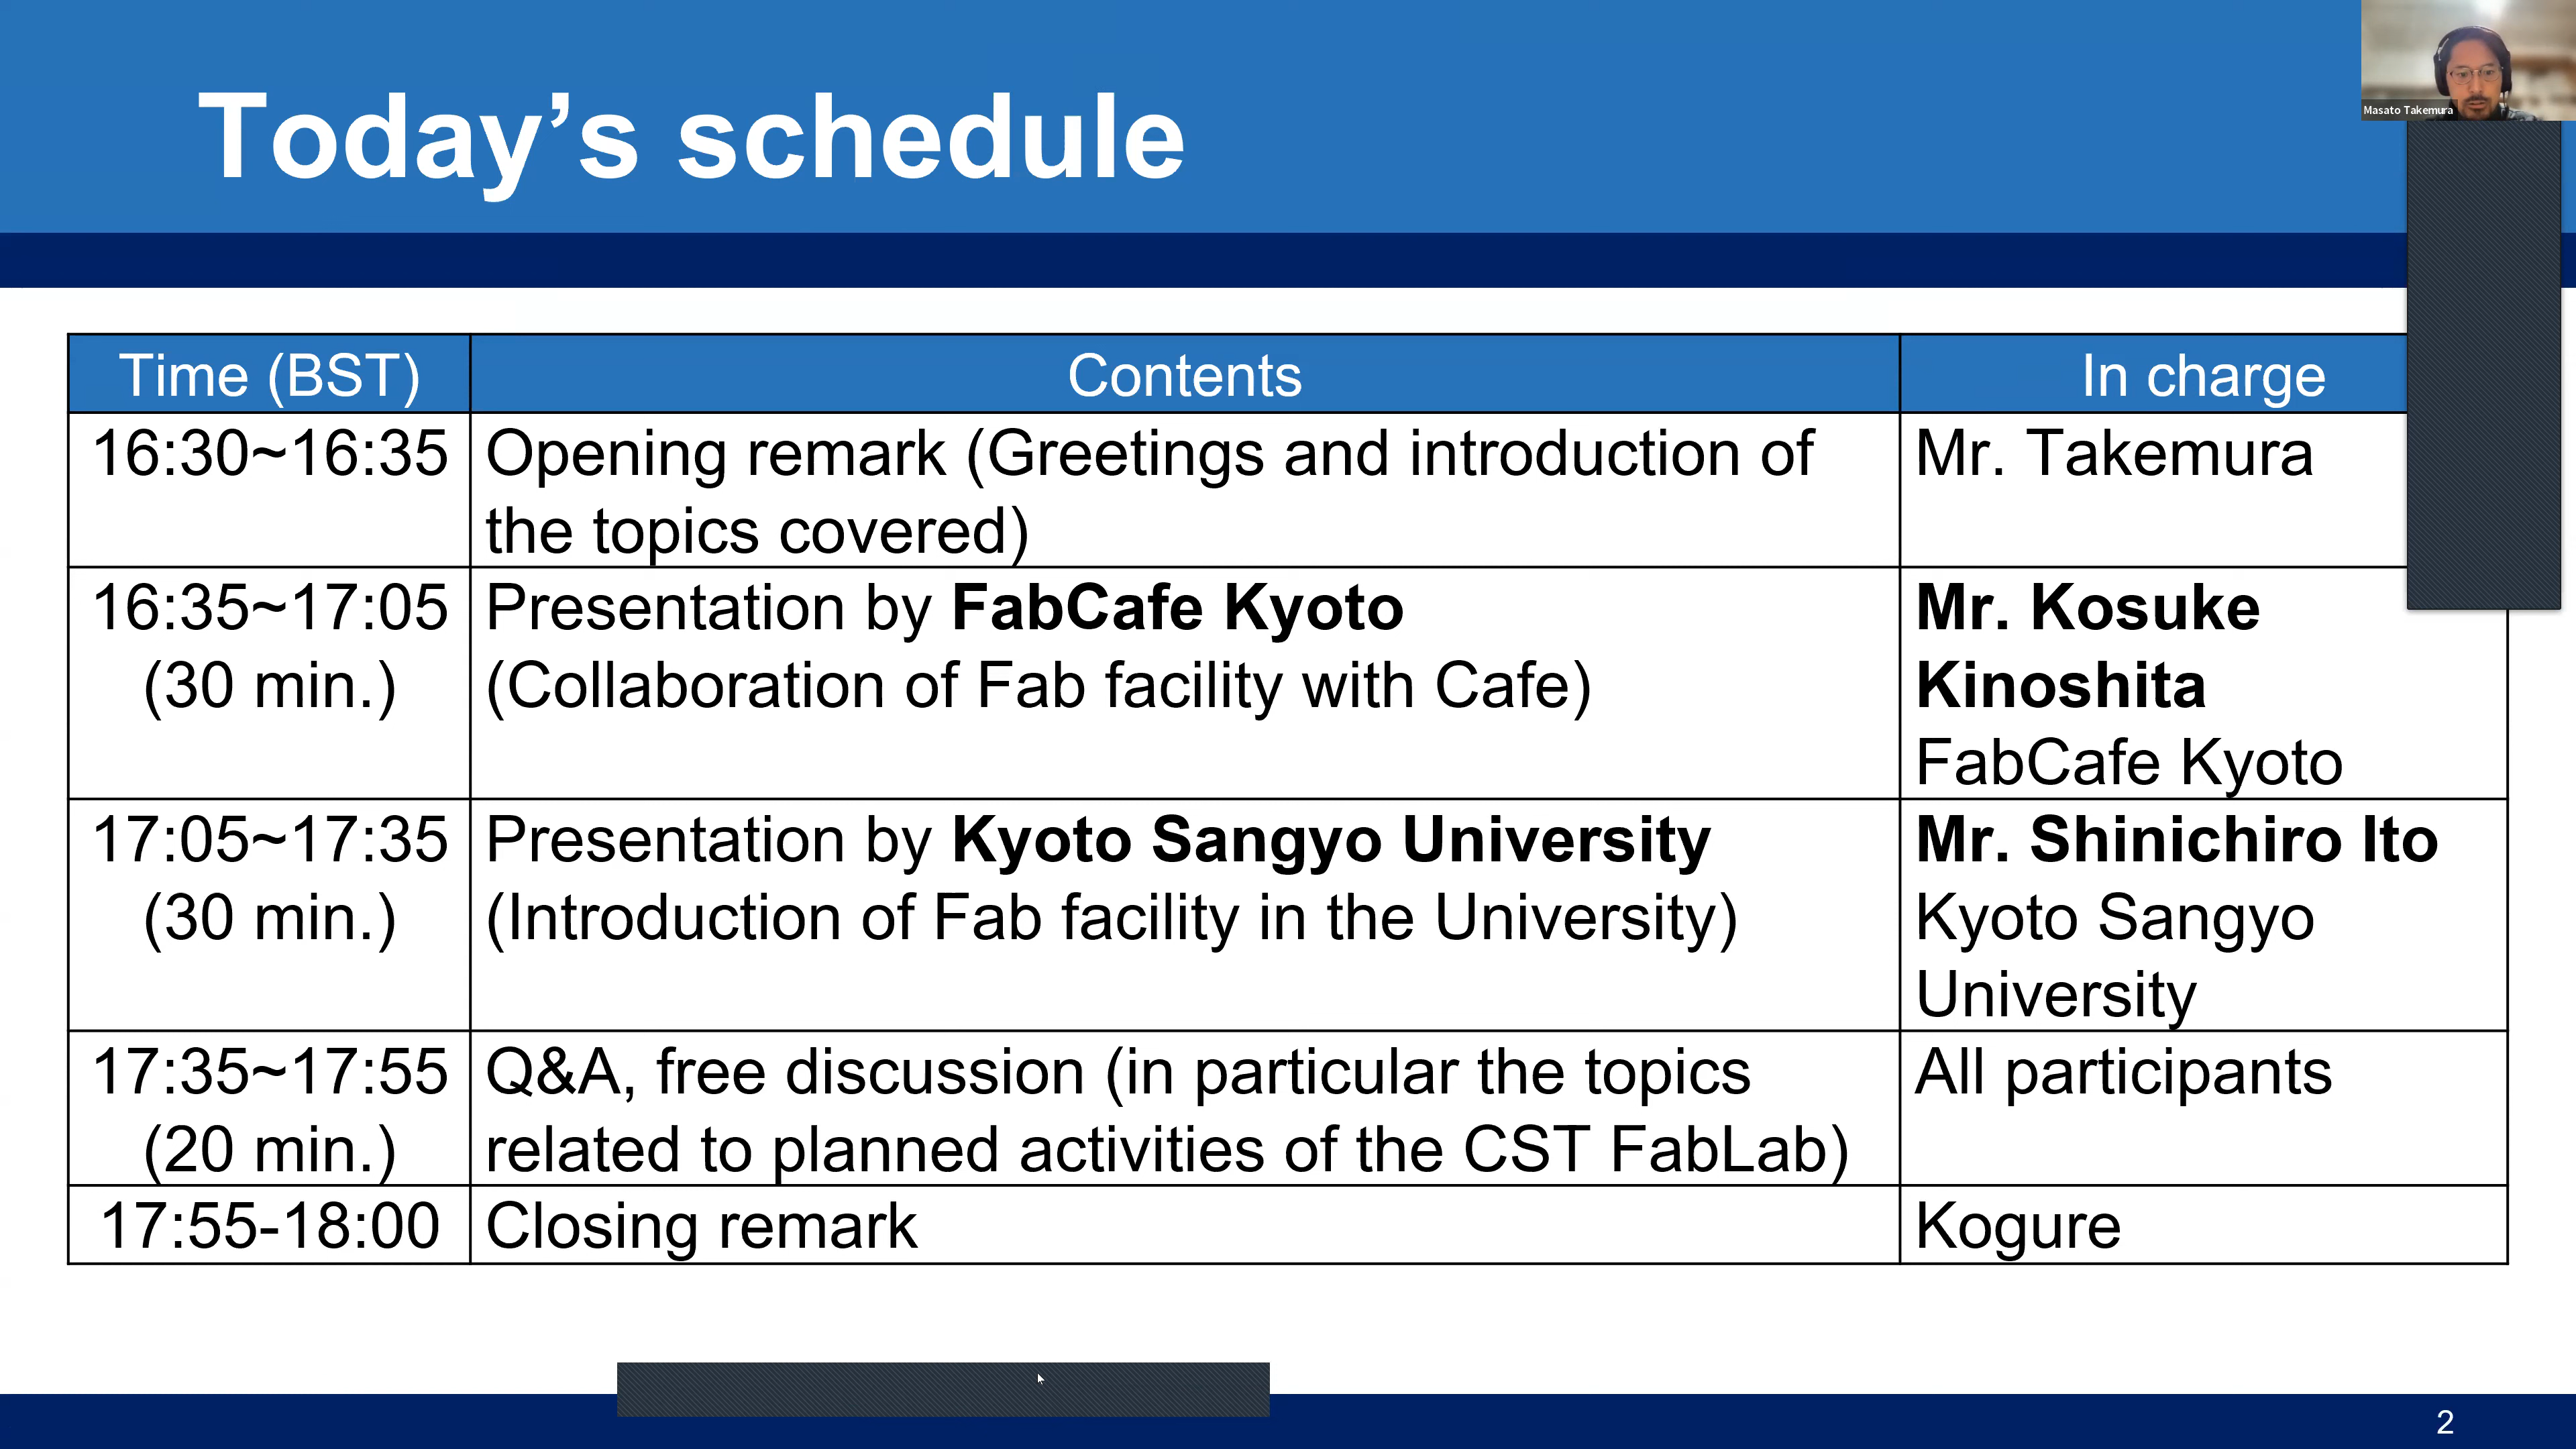 Today’s schedule
Masato Takemura
Time (BST) Contents In charge
16:30~16:35 Opening remark (Greetings and introduction of Mr. Takemura
the topics covered)
16:35~17:05 Presentation by FabCafe Kyoto Mr. Kosuke
(30 min.) (Collaboration of Fab facility with Cafe) Kinoshita
FabCafe Kyoto
17:05~17:35 Presentation by Kyoto Sangyo University Mr. Shinichiro Ito
(30 min.) (Introduction of Fab facility in the University) Kyoto Sangyo
University
17:35~17:55 Q&A, free discussion (in particular the topics All participants
(20 min.) related to planned activities of the CST FabLab)
17:55-18:00 Closing remark Kogure
2